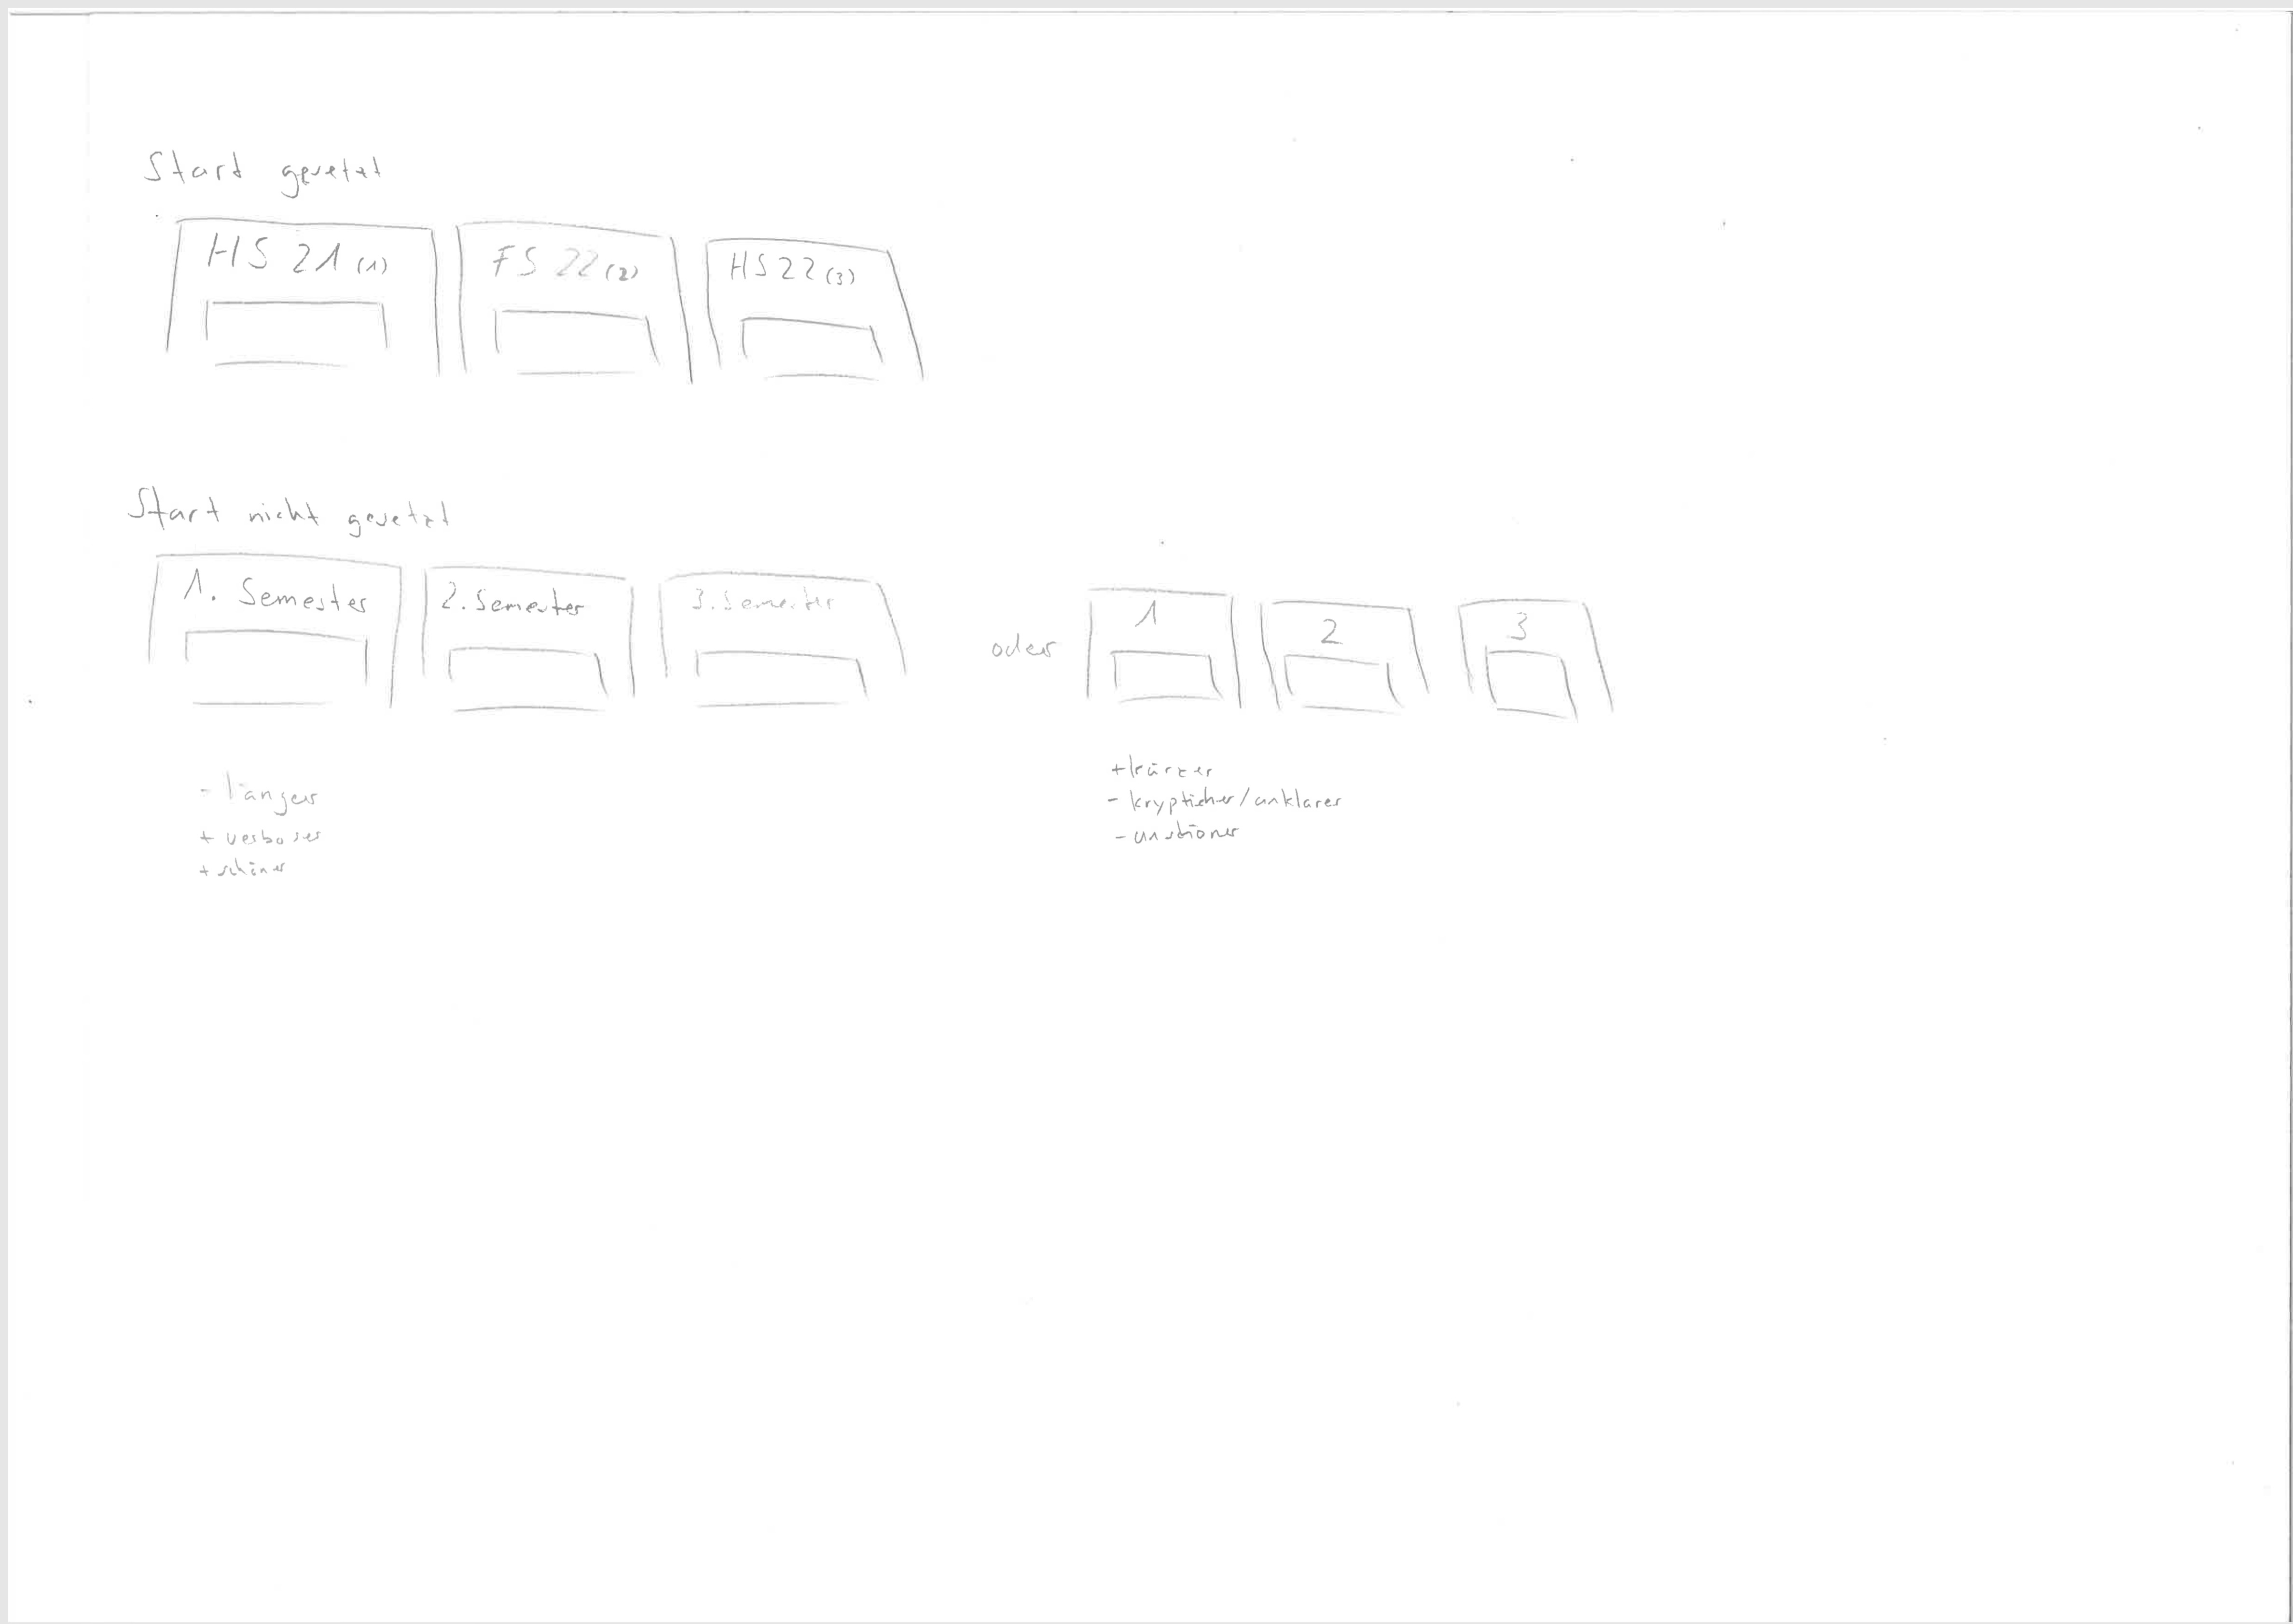 Start gesetzt
HS 21 (1)
FS 22 (2)
HS 22 (3)
Start nicht gesetzt
1. Semester
2. Semester
3. Semester
oder
1
2
3
- länger
+ verboser
+ schöner
+ kürzer
- krypticher/unklarer
- unschöner